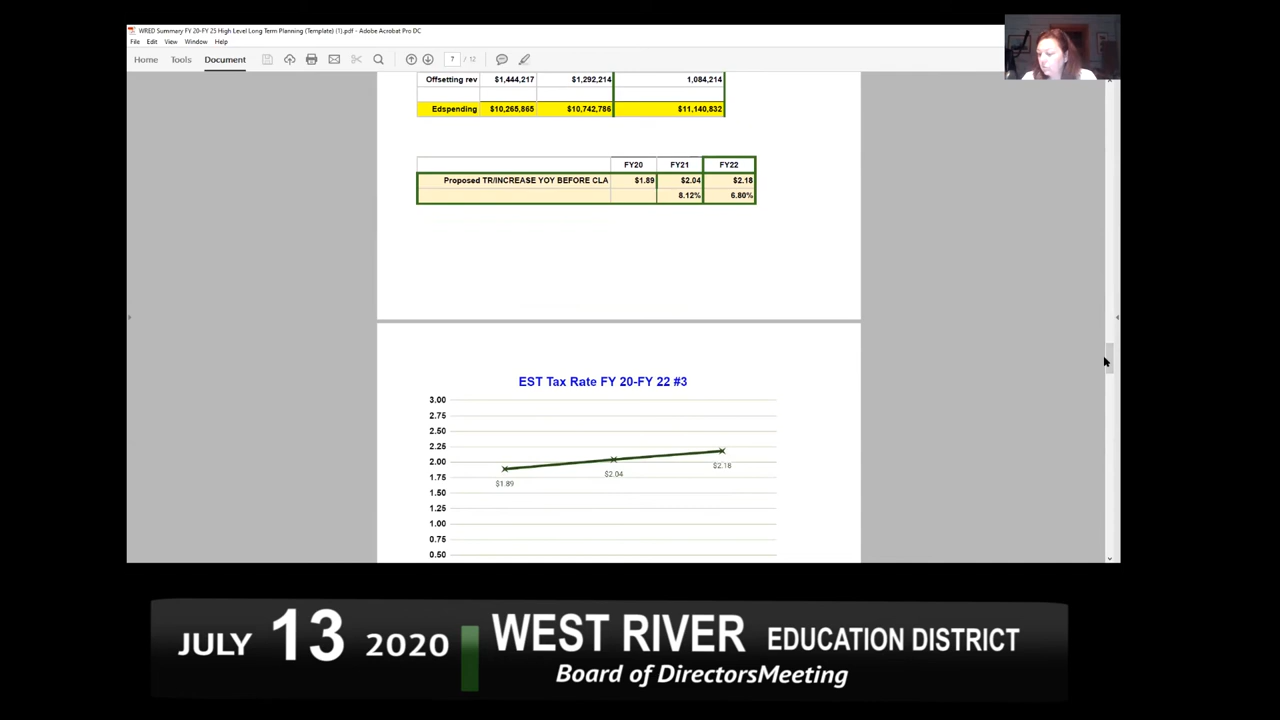 WRED Summary FY 20-FY 25 High Level Long Term Planning (Template) (1).pdf - Adobe Acrobat Pro DC
File Edit View Window Help
Home Tools Document 7 / 12
Offsetting rev $1,444,217 $1,292,214 1,084,214
Edspending $10,265,865 $10,742,786 $11,140,832
FY20 FY21 FY22
Proposed TR/INCREASE YOY BEFORE CLA $1.89 $2.04 $2.18
8.12% 6.80%
EST Tax Rate FY 20-FY 22 #3
3.00
2.75
2.50
2.25
2.00
1.75
1.50
1.25
1.00
0.75
0.50
$1.89 $2.04 $2.18
JULY 13 2020 WEST RIVER EDUCATION DISTRICT
Board of DirectorsMeeting